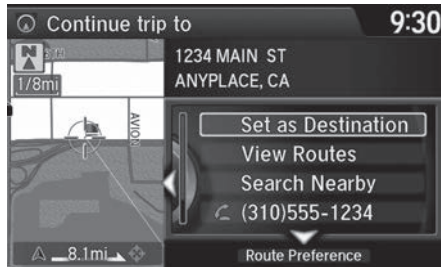 Continue trip to
9:30
N
1/8mi
1234 MAIN ST
ANYPLACE, CA
AVIO
Set as Destination
View Routes
Search Nearby
(310)555-1234
8.1mi
Route Preference